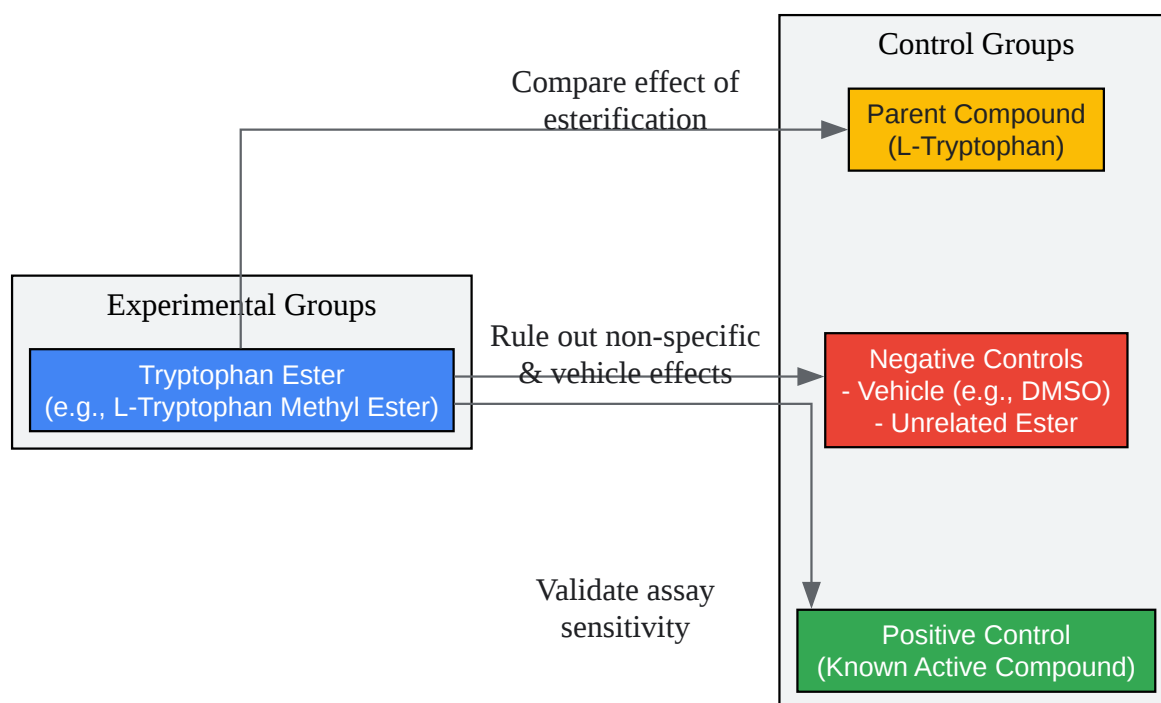 Control Groups
Compare effect of
esterification
Parent Compound
(L-Tryptophan)
Experimental Groups
Tryptophan Ester
(e.g., L-Tryptophan Methyl Ester)
Rule out non-specific
& vehicle effects
Negative Controls
- Vehicle (e.g., DMSO)
- Unrelated Ester
Validate assay
sensitivity
Positive Control
(Known Active Compound)